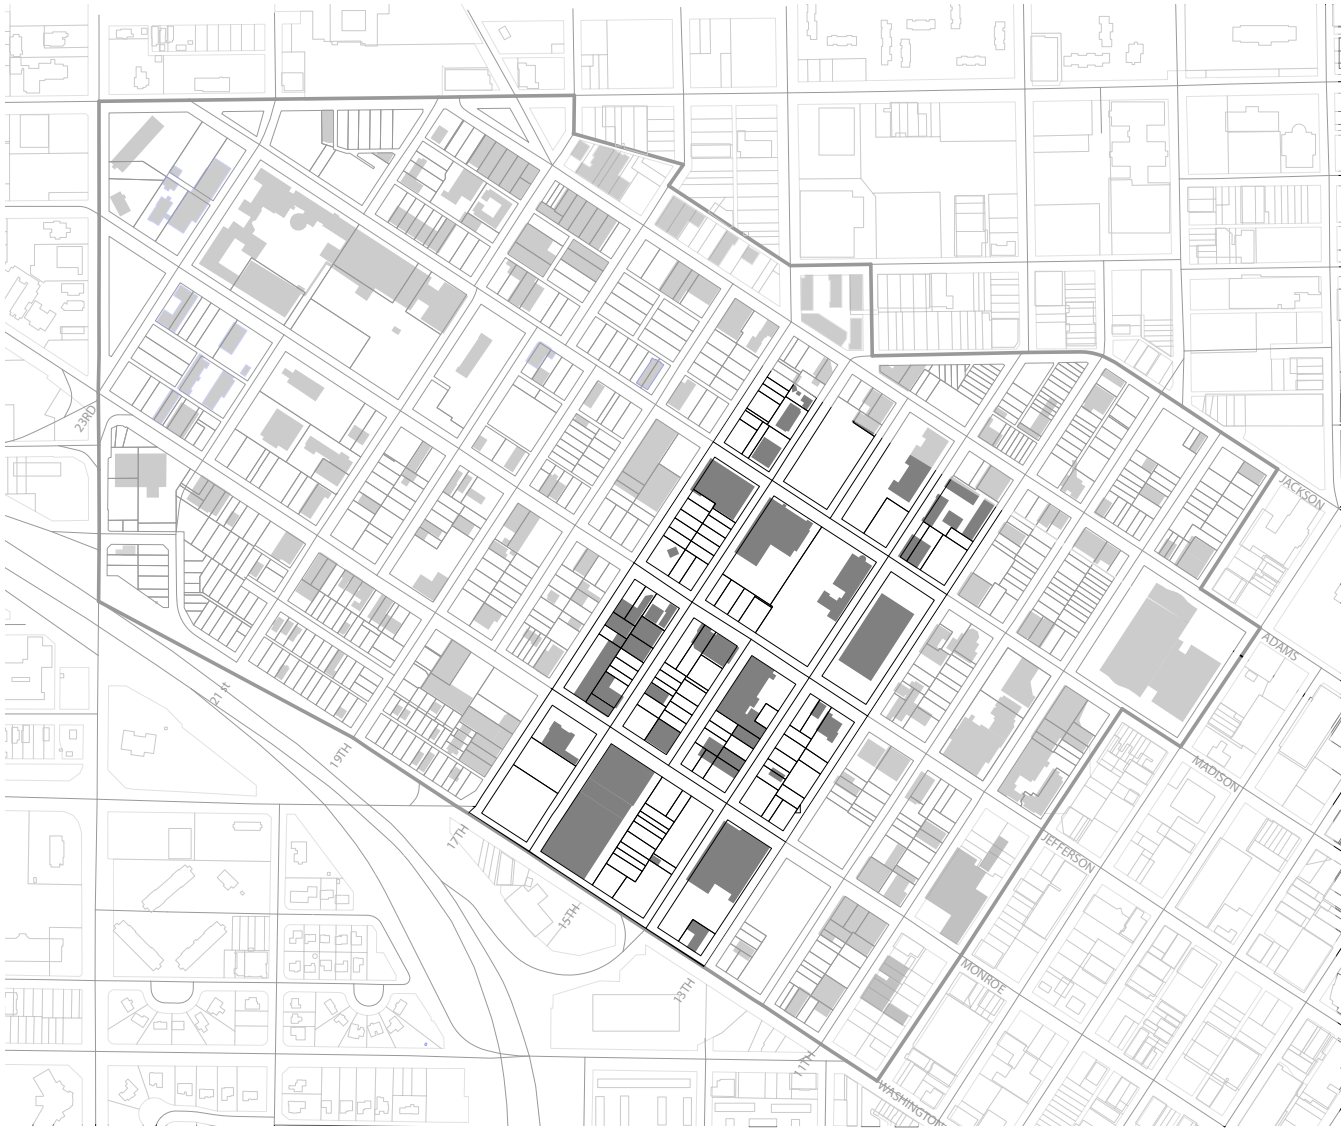 23RD
JACKSON
ADAMS
21 st
19TH
MADISON
17TH
JEFFERSON
15TH
13TH
MONROE
11TH
WASHINGTON